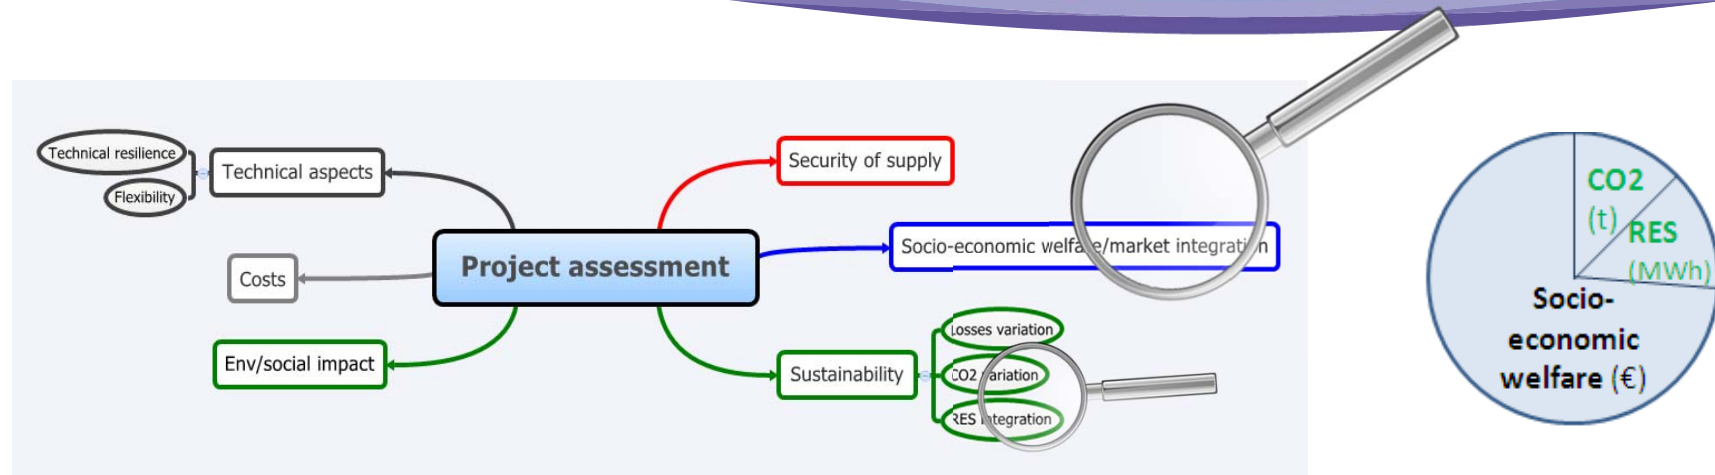 Technical resilience
Flexibility
Technical aspects
Costs
Env/social impact
Project assessment
Security of supply
Socio-economic welfare/market integration
Sustainability
Losses variation
CO2 variation
RES integration
CO2
(t)
RES
(MWh)
Socio-
economic
welfare (€)